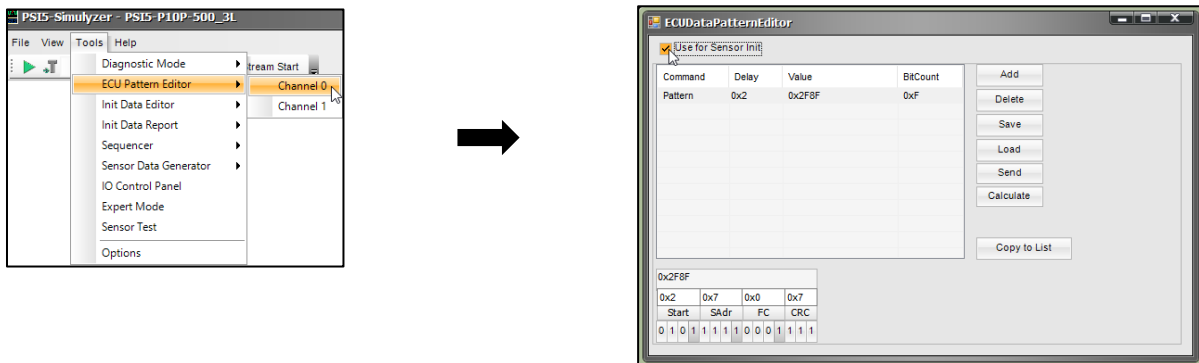 PSI5-Simulyzer - PSI5-P10P-500_3L
File View Tools Help
tream Start
Diagnostic Mode
ECU Pattern Editor
Channel 0
Init Data Editor
Channel 1
Init Data Report
Sequencer
Sensor Data Generator
IO Control Panel
Expert Mode
Sensor Test
Options
ECUDataPatternEditor
Use for Sensor Init
Command Delay Value BitCount
Pattern 0x2 0x2F8F 0xF
Add
Delete
Save
Load
Send
Calculate
Copy to List
0x2F8F
0x2 0x7 0x0 0x7
Start SAdr FC CRC
0 1 0 1 1 1 1 1 0 0 0 1 1 1 1